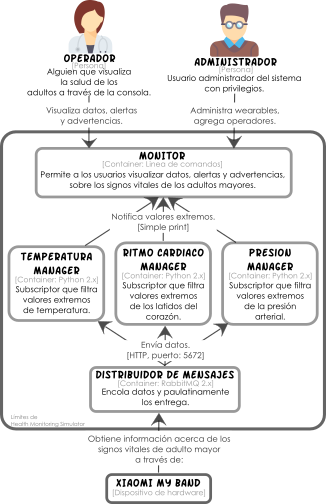 OPERADOR
[Persona]
Alguien que visualiza
la salud de los
adultos a través de la consola.
ADMINISTRADOR
[Persona]
Usuario administrador del sistema
con privilegios.
Visualiza datos, alertas
y advertencias.
Administra wearables,
agrega operadores.
MONITOR
[Container: Línea de comandos]
Permite a los usuarios visualizar datos, alertas y advertencias,
sobre los signos vitales de los adultos mayores.
Notifica valores extremos.
[Simple print]
TEMPERATURA
MANAGER
[Container: Python 2.x]
Subscriptor que filtra
valores extremos
de temperatura.
RITMO CARDIACO
MANAGER
[Container: Python 2.x]
Subscriptor que filtra
valores extremos
de los latidos del
corazón.
PRESION
MANAGER
[Container: Python 2.x]
Subscriptor que filtra
valores extremos
de la presión
arterial.
Envía datos.
[HTTP, puerto: 5672]
DISTRIBUIDOR DE MENSAJES
[Container: RabbitMQ 2.x]
Encola datos y paulatinamente
los entrega.
Límites de
Health Monitoring Simulator
Obtiene información acerca de los
signos vitales de adulto mayor
a través de:
XIAOMI MY BAND
[Dispositivo de hardware]